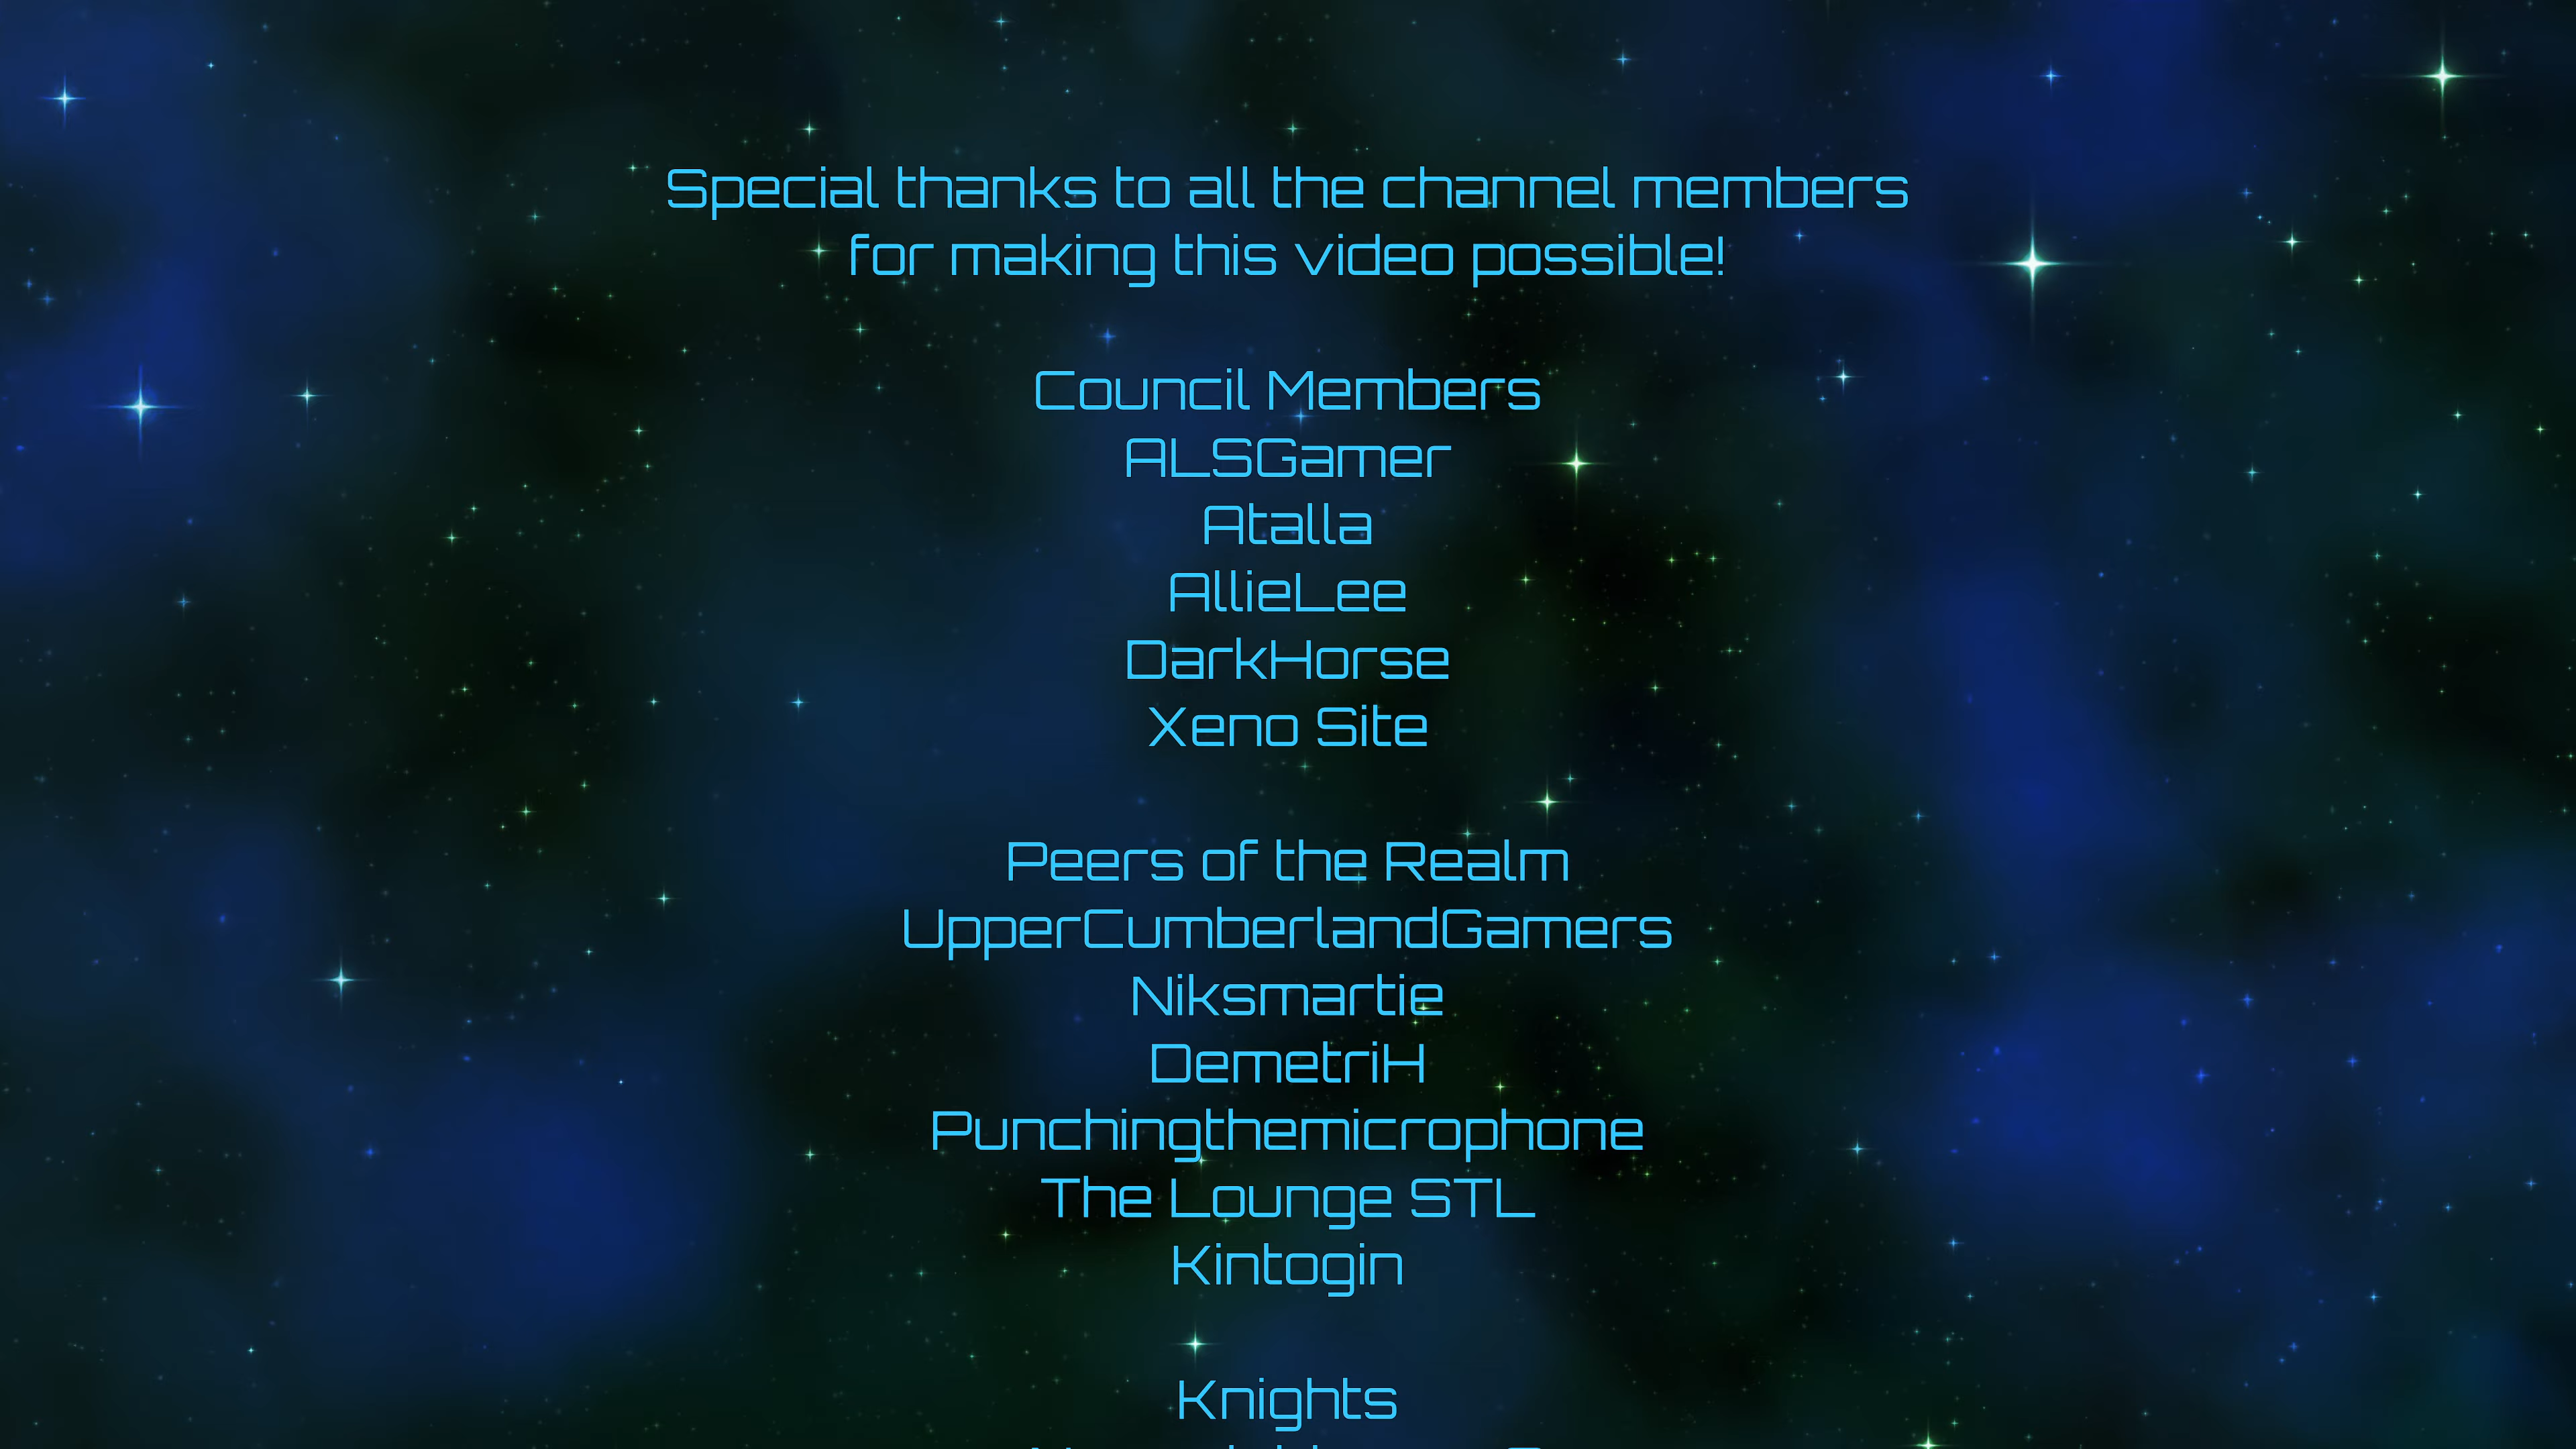 Special thanks to all the channel members
for making this video possible!
Council Members
ALSGamer
Atalla
AllieLee
DarkHorse
Xeno Site
Peers of the Realm
UpperCumberlandGamers
Niksmartie
DemetriH
Punchingthemicrophone
The Lounge STL
Kintogin
Knights